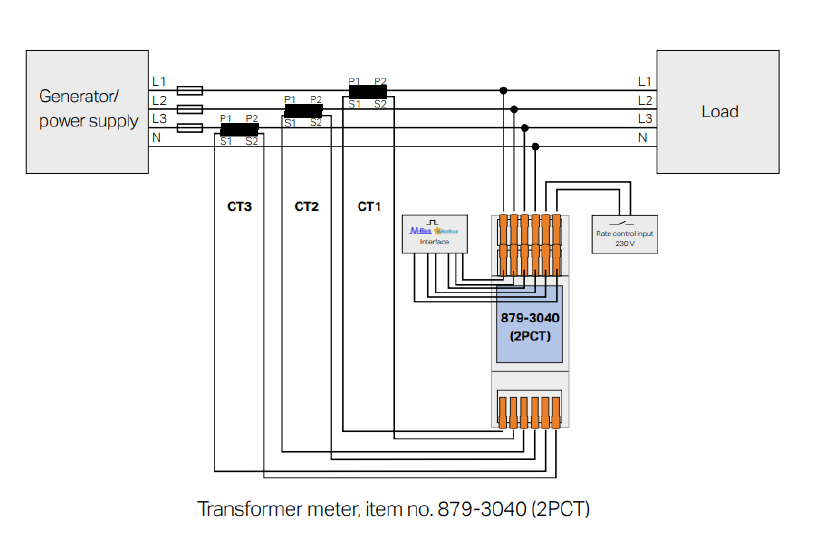 L1
P1 P2
L1
Generator/
power supply
L2
P1 P2
S1 S2
L2
Load
L3
P1 P2
S1 S2
L3
N
S1 S2
N
CT3
CT2
CT1
M-Bus Modbus
Interface
Rate control input
230 V
879-3040
(2PCT)
Transformer meter, item no. 879-3040 (2PCT)